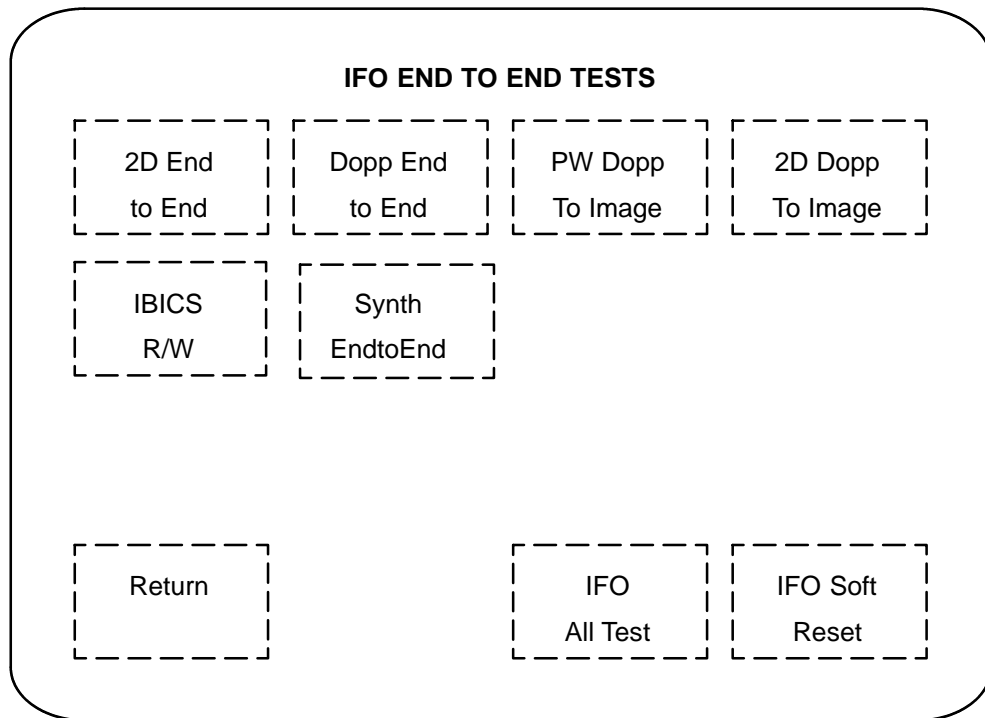 IFO END TO END TESTS
2D End
to End
Dopp End
to End
PW Dopp
To Image
2D Dopp
To Image
IBICS
R/W
Synth
EndtoEnd
Return
IFO
All Test
IFO Soft
Reset